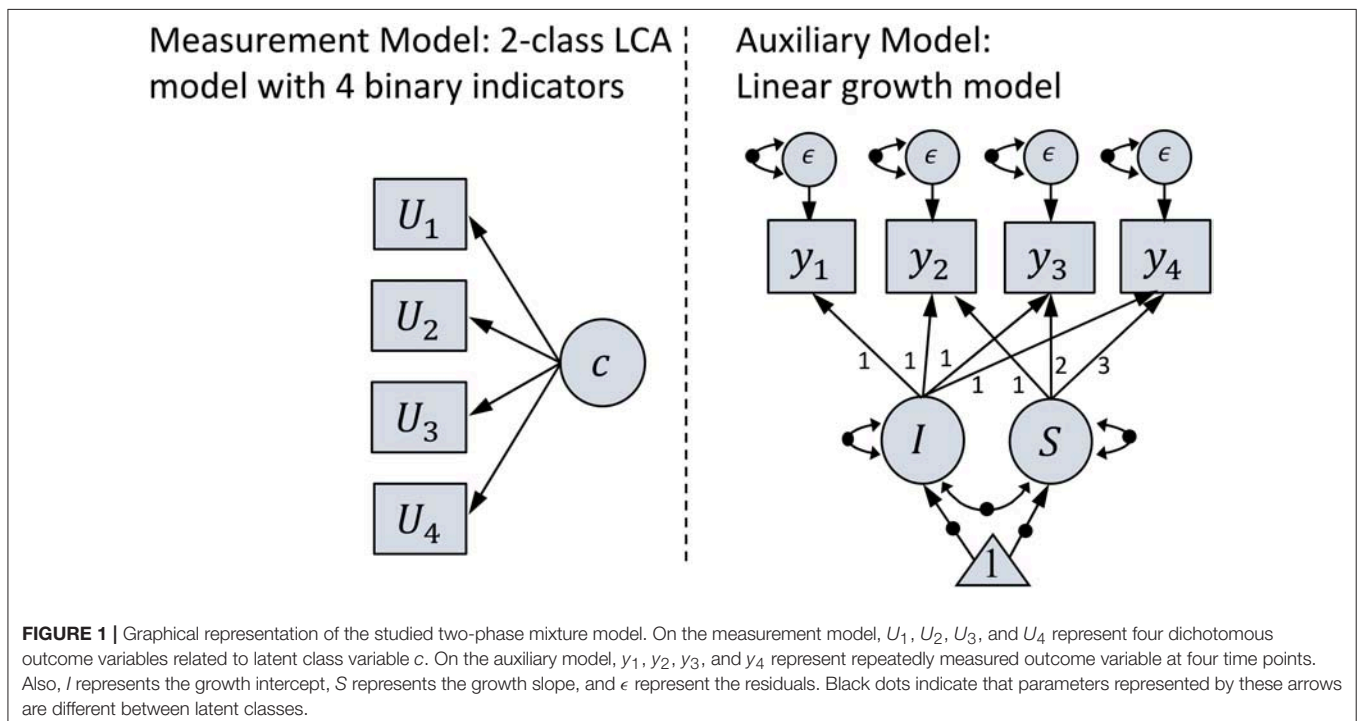 Measurement Model: 2-class LCA
model with 4 binary indicators
U₁
U₂
U₃
U₄
c
Auxiliary Model:
Linear growth model
ϵ ϵ ϵ ϵ
y₁ y₂ y₃ y₄
1 1 1 1 1 2 3
I S
1
FIGURE 1 | Graphical representation of the studied two-phase mixture model. On the measurement model, U₁, U₂, U₃, and U₄ represent four dichotomous
outcome variables related to latent class variable c. On the auxiliary model, y₁, y₂, y₃, and y₄ represent repeatedly measured outcome variable at four time points.
Also, I represents the growth intercept, S represents the growth slope, and ϵ represent the residuals. Black dots indicate that parameters represented by these arrows
are different between latent classes.